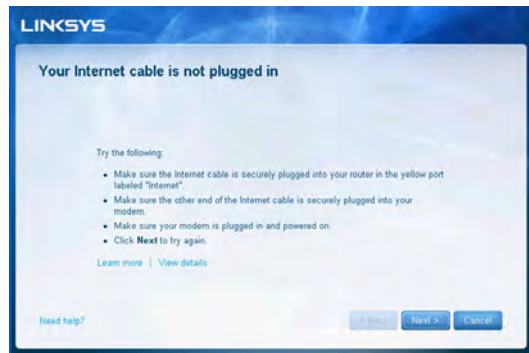 LINKSYS
Your Internet cable is not plugged in
Try the following:
• Make sure the Internet cable is securely plugged into your router in the yellow port
labeled "Internet".
• Make sure the other end of the Internet cable is securely plugged into your
modem.
• Make sure your modem is plugged in and powered on.
• Click Next to try again.
Learn more | View details
Need help?
< Back Next > Cancel